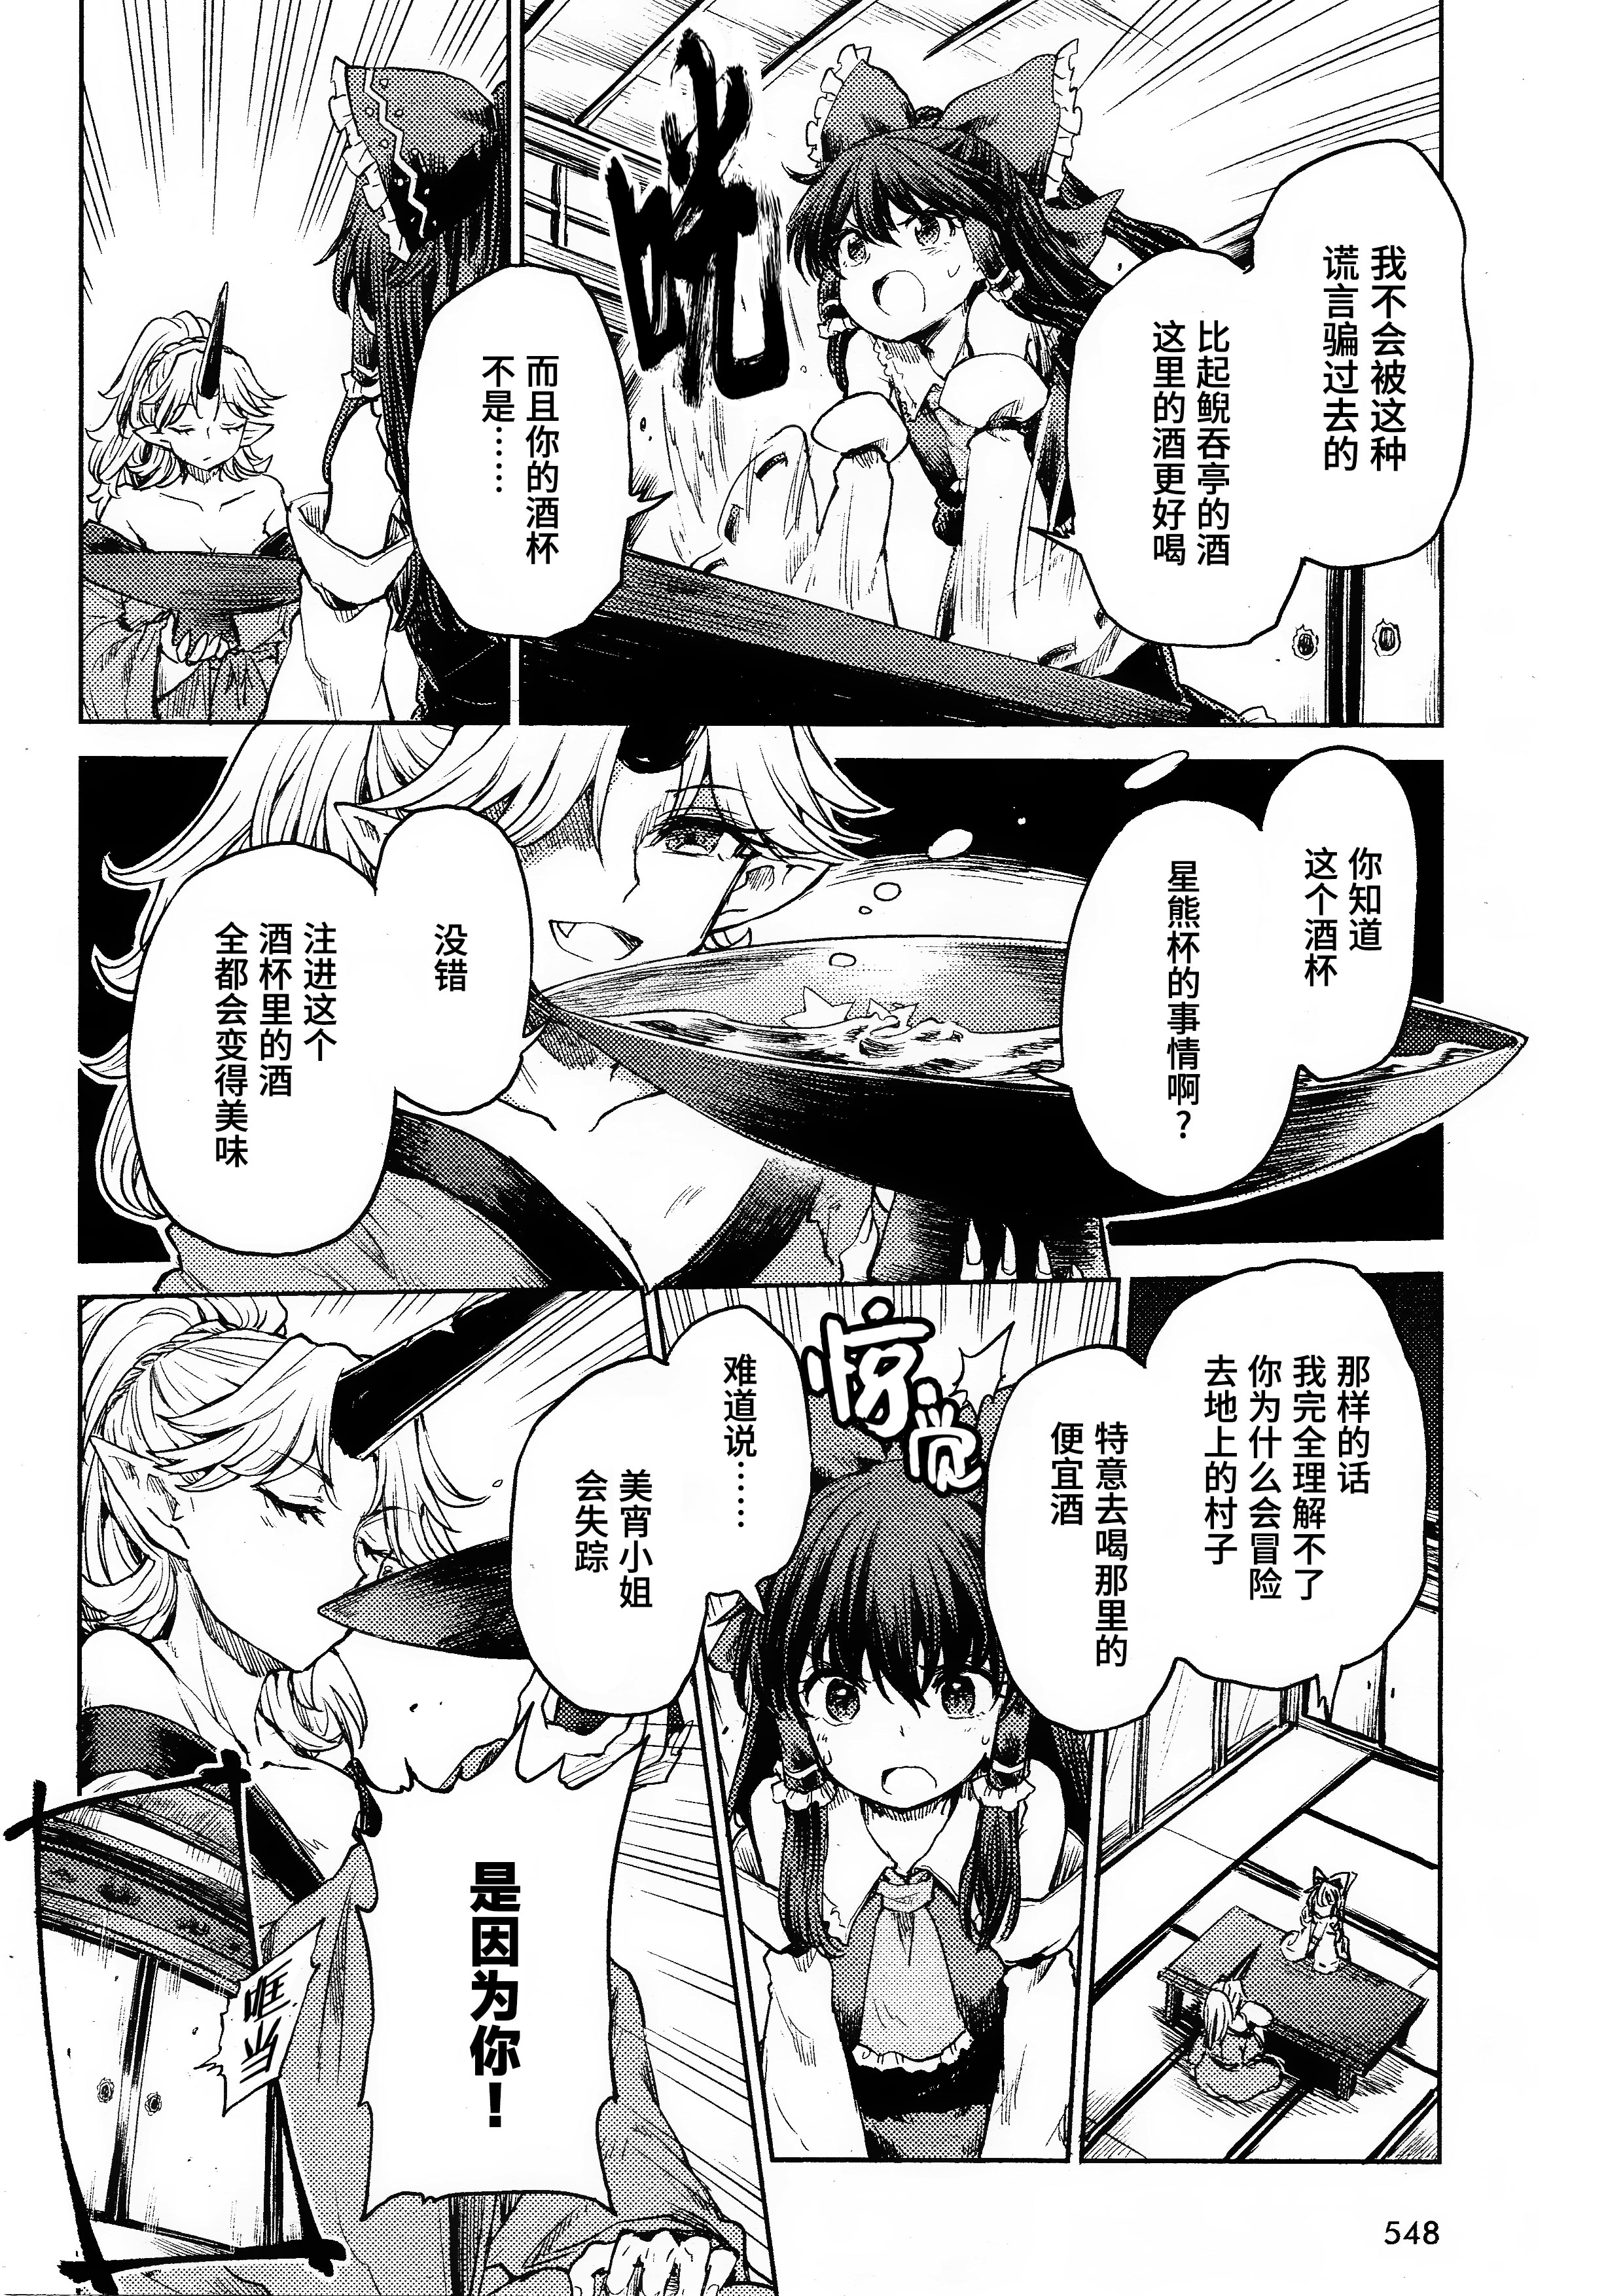 我不会被这种
谎言骗过去的
比起鲵吞亭的酒
这里的酒更好喝
吮
而且你的酒杯
不是……
你知道
这个酒杯
星熊杯的事情啊?
没错
注进这个
酒杯里的酒
全都会变得美味
那样的话
我完全理解不了
你为什么会冒险
去地上的村子
特意去喝那里的
便宜酒
惊觉
难道说……
美宵小姐
会失踪
是因为你！
哐当
548